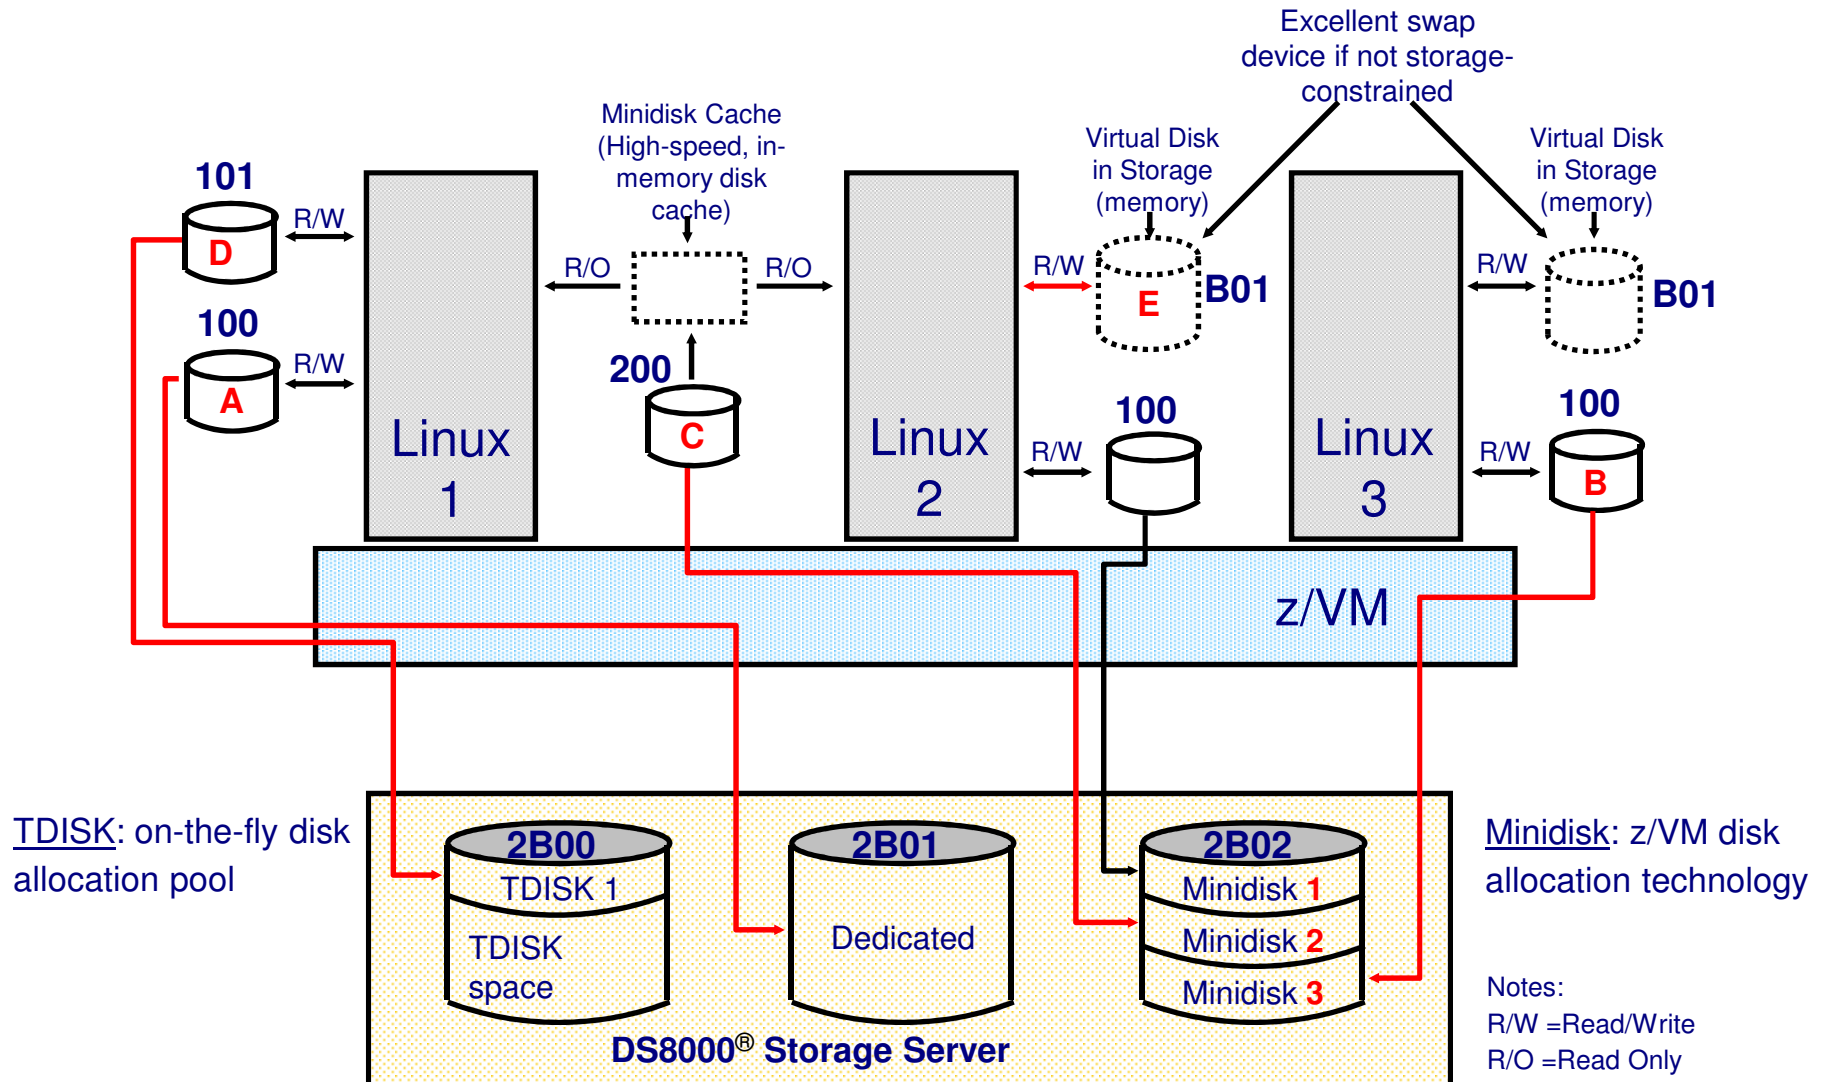 Excellent swap
device if not storage-
constrained
Minidisk Cache
(High-speed, in-
memory disk
cache)
Virtual Disk
in Storage
(memory)
Virtual Disk
in Storage
(memory)
101
R/W
D
R/O
R/O
R/W
E
B01
R/W
B01
100
R/W
A
200
C
100
R/W
100
R/W
B
Linux
1
Linux
2
Linux
3
z/VM
TDISK: on-the-fly disk
allocation pool
2B00
TDISK 1
TDISK
space
2B01
Dedicated
2B02
Minidisk 1
Minidisk 2
Minidisk 3
DS8000® Storage Server
Minidisk: z/VM disk
allocation technology
Notes:
R/W =Read/Write
R/O =Read Only